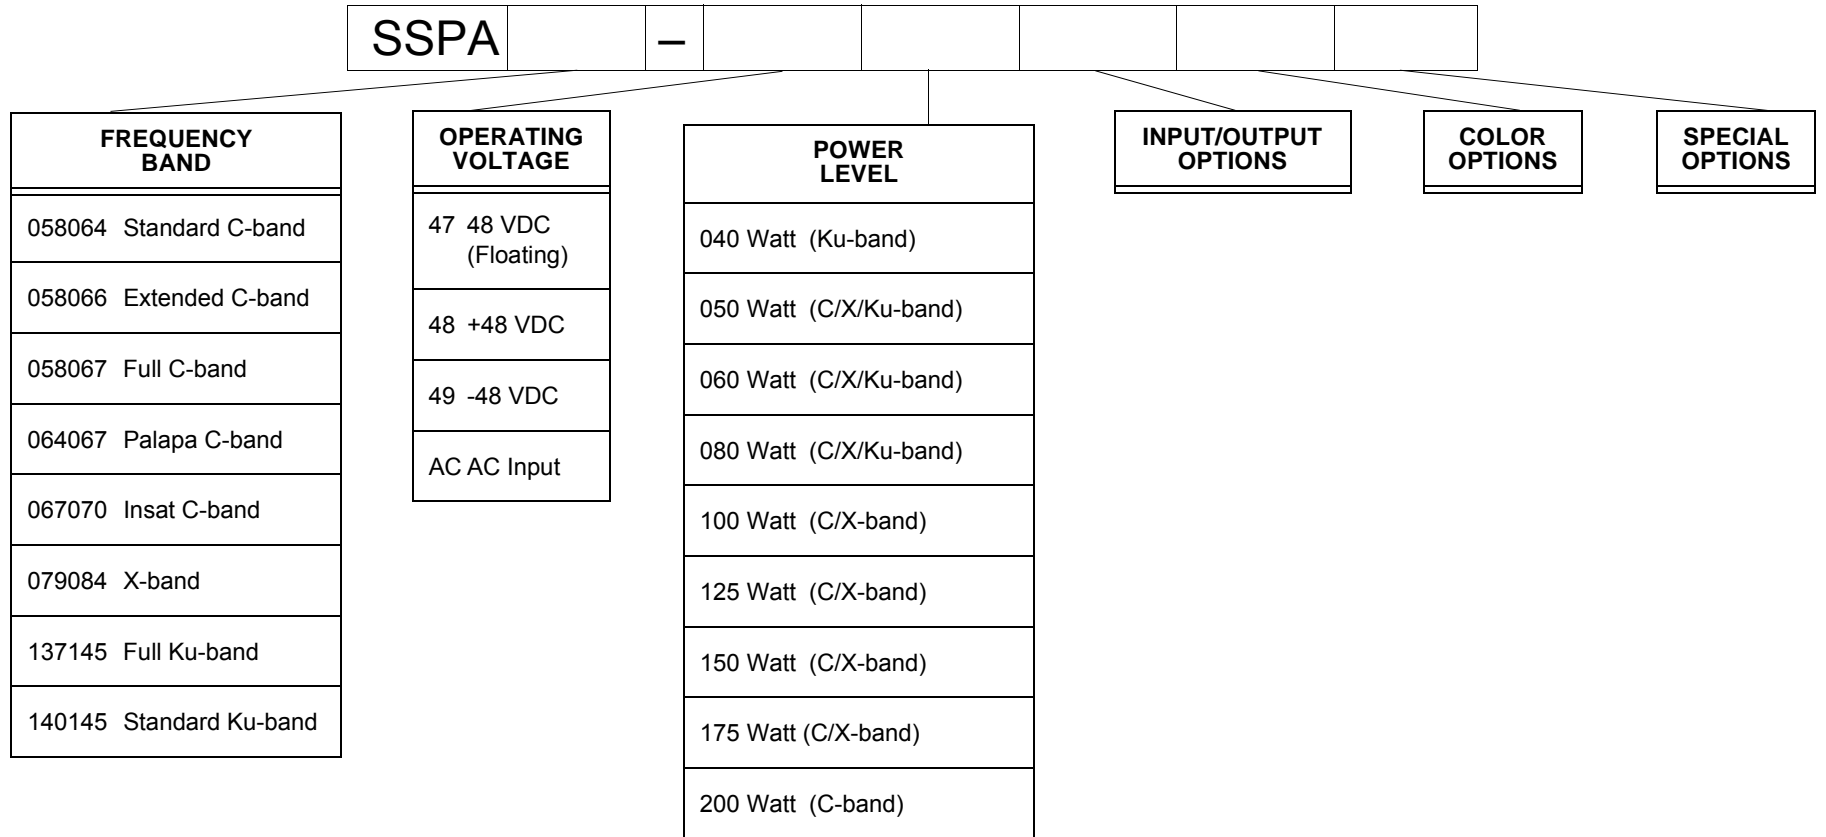 SSPA –
FREQUENCY
BAND
058064 Standard C-band
058066 Extended C-band
058067 Full C-band
064067 Palapa C-band
067070 Insat C-band
079084 X-band
137145 Full Ku-band
140145 Standard Ku-band
OPERATING
VOLTAGE
47 48 VDC
(Floating)
48 +48 VDC
49 -48 VDC
AC AC Input
POWER
LEVEL
040 Watt (Ku-band)
050 Watt (C/X/Ku-band)
060 Watt (C/X/Ku-band)
080 Watt (C/X/Ku-band)
100 Watt (C/X-band)
125 Watt (C/X-band)
150 Watt (C/X-band)
175 Watt (C/X-band)
200 Watt (C-band)
INPUT/OUTPUT
OPTIONS
COLOR
OPTIONS
SPECIAL
OPTIONS